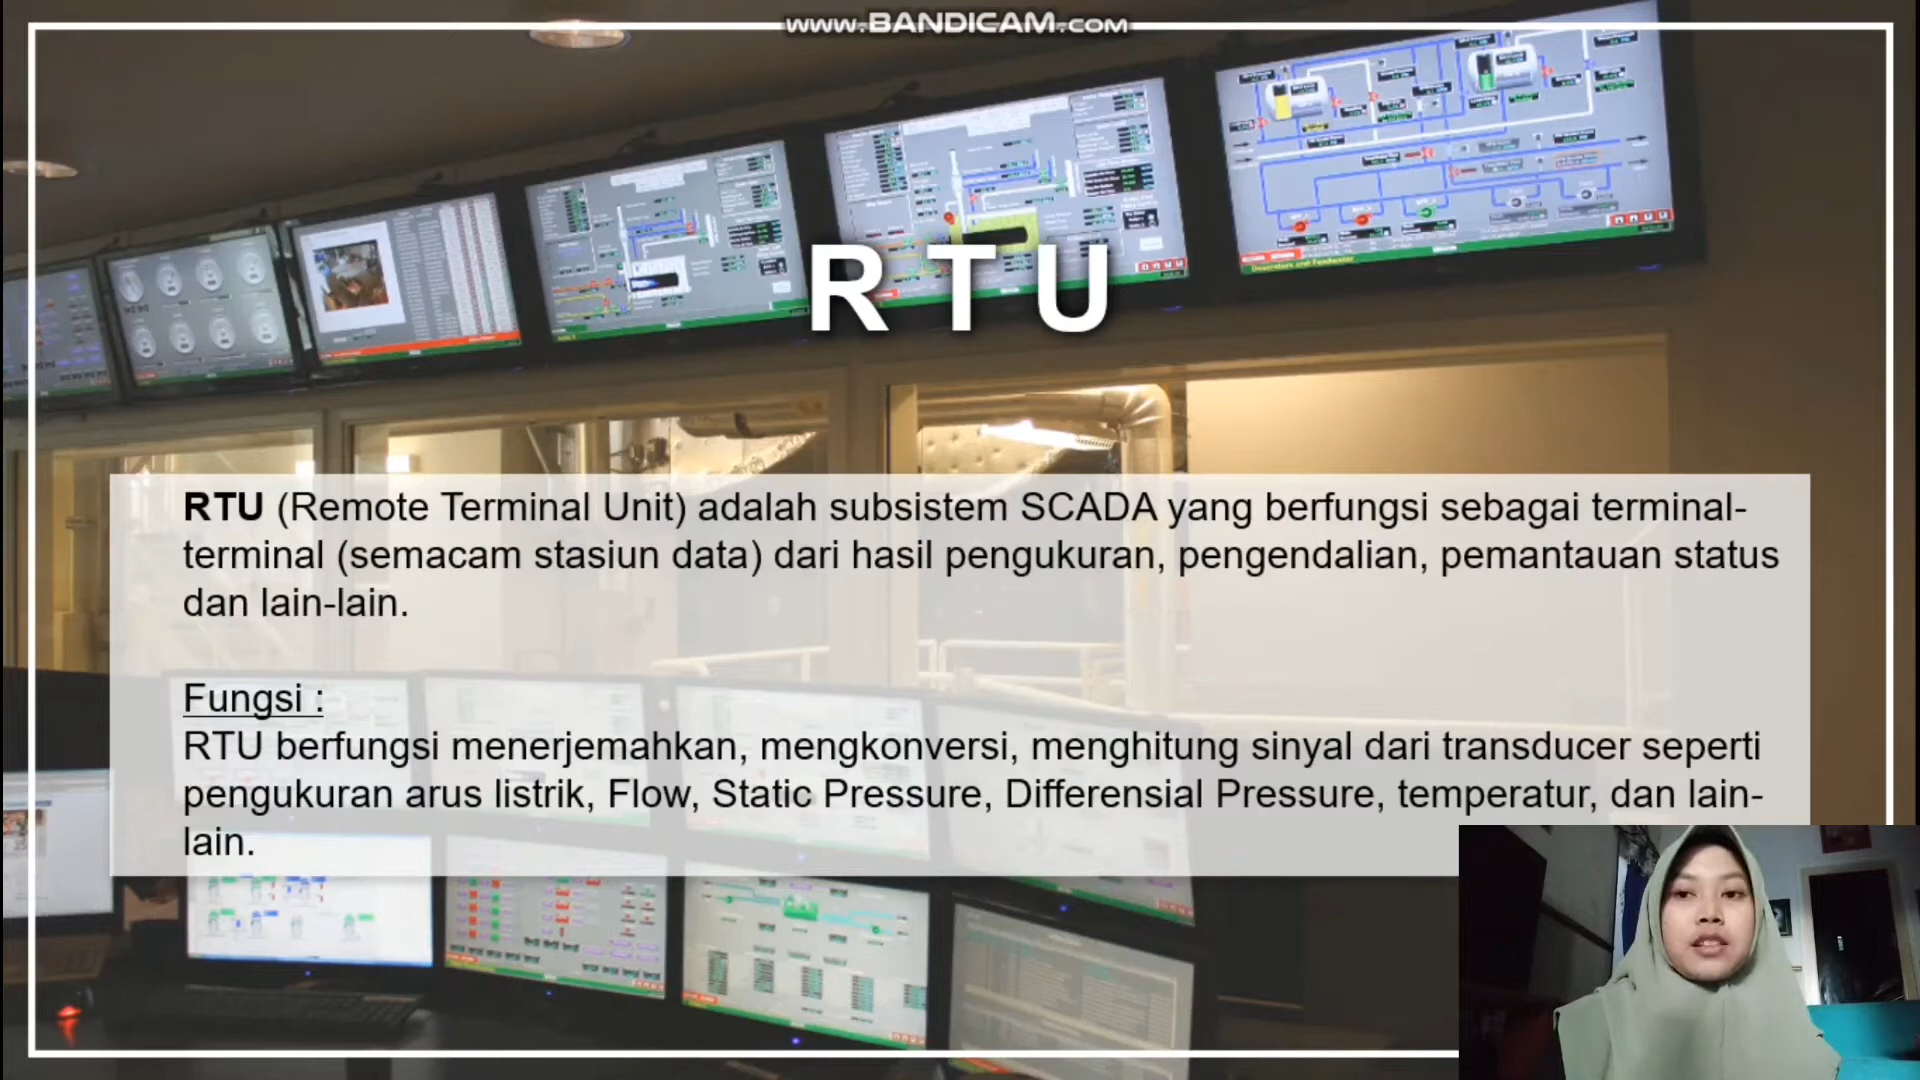 www.BANDICAM.com
RTU
RTU (Remote Terminal Unit) adalah subsistem SCADA yang berfungsi sebagai terminal-
terminal (semacam stasiun data) dari hasil pengukuran, pengendalian, pemantauan status
dan lain-lain.
Fungsi :
RTU berfungsi menerjemahkan, mengkonversi, menghitung sinyal dari transducer seperti
pengukuran arus listrik, Flow, Static Pressure, Differensial Pressure, temperatur, dan lain-
lain.